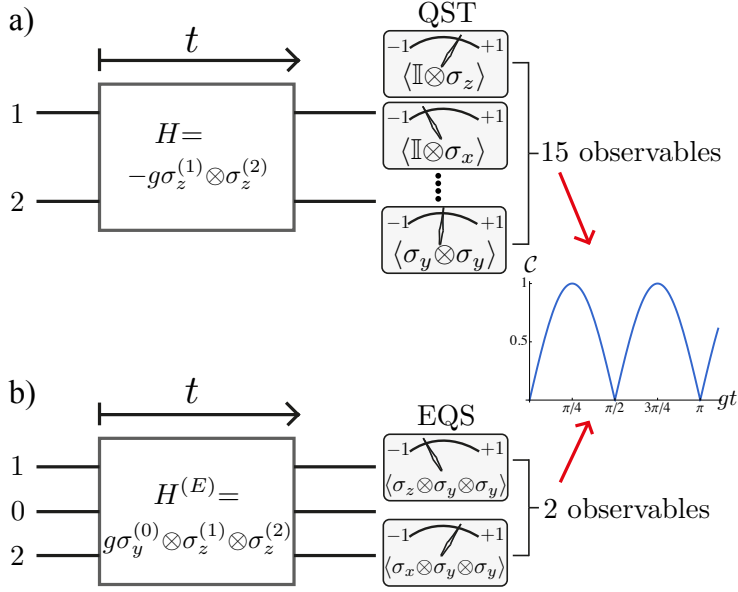 a)
t
QST
1
2
H=
−gσ_z^(1)⊗σ_z^(2)
−1 +1
⟨𝕀⊗σ_z⟩
−1 +1
⟨𝕀⊗σ_x⟩
−1 +1
⟨σ_y⊗σ_y⟩
15 observables
C
1
0.5
π/4 π/2 3π/4 π gt
b)
t
EQS
1
0
2
H^(E)=
gσ_y^(0)⊗σ_z^(1)⊗σ_z^(2)
−1 +1
⟨σ_z⊗σ_y⊗σ_y⟩
−1 +1
⟨σ_x⊗σ_y⊗σ_y⟩
2 observables